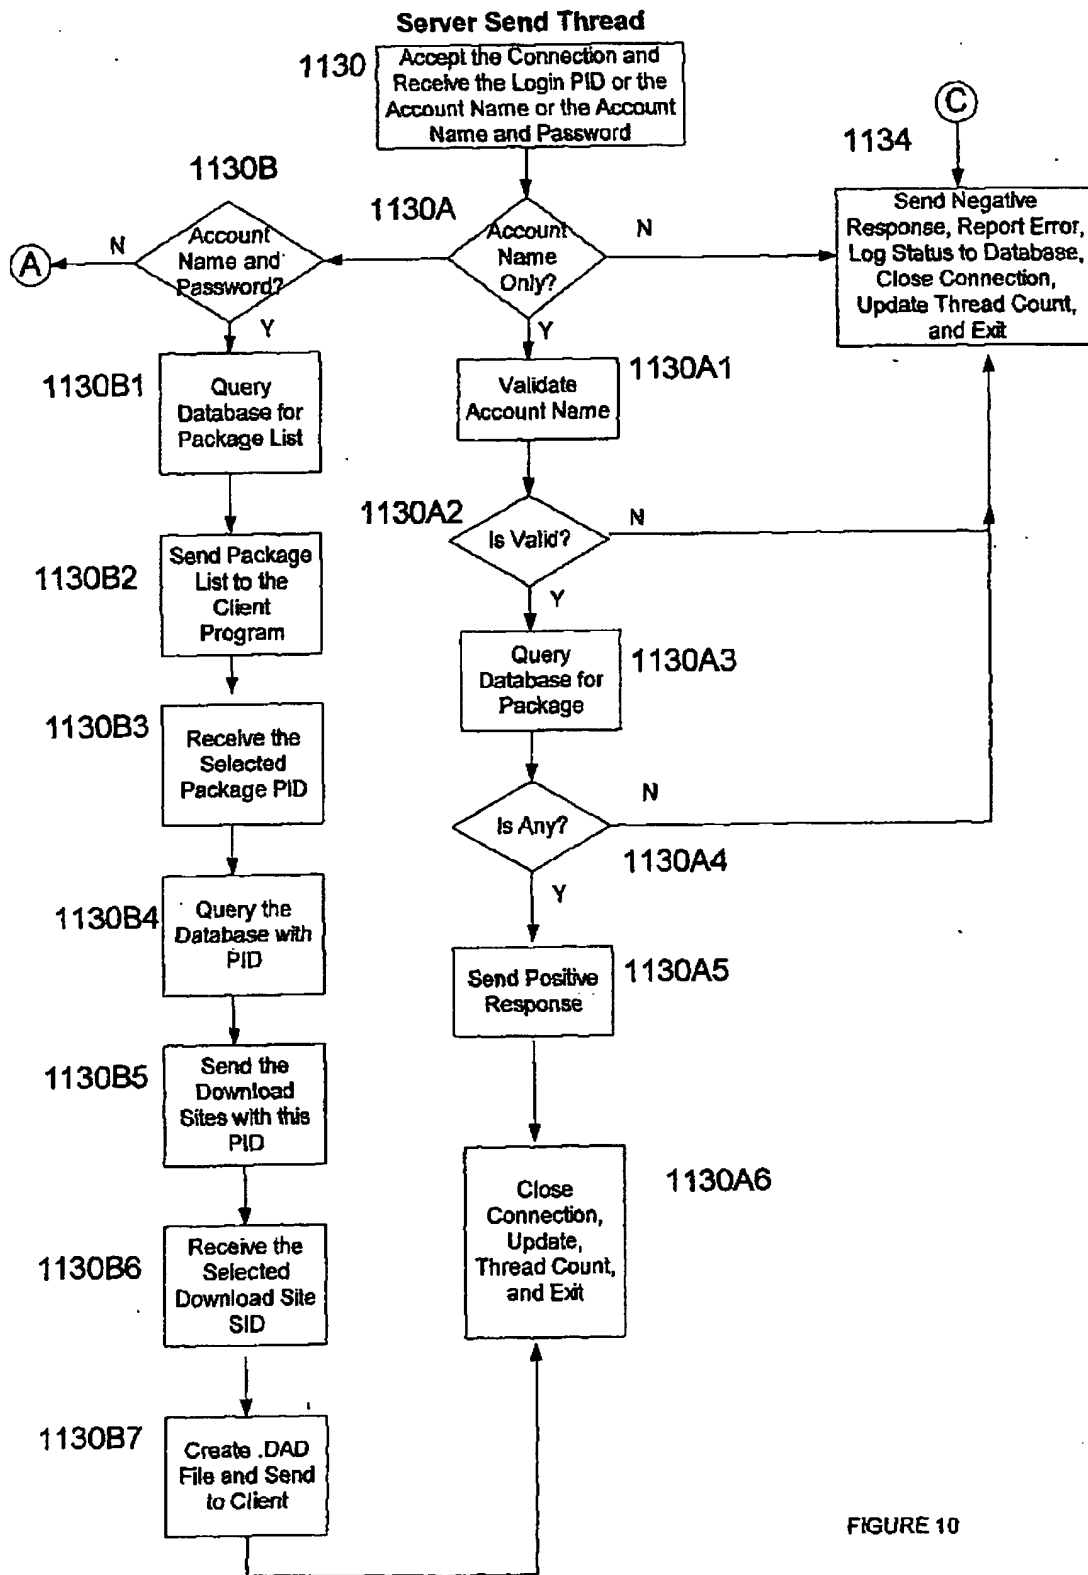 Server Send Thread
1130
Accept the Connection and
Receive the Login PID or the
Account Name or the Account
Name and Password
C
1134
Send Negative
Response, Report Error,
Log Status to Database,
Close Connection,
Update Thread Count,
and Exit
1130B
Account
Name and
Password?
N
A
Y
1130A
Account
Name
Only?
N
Y
1130B1
Query
Database for
Package List
1130A1
Validate
Account Name
1130B2
Send Package
List to the
Client
Program
1130A2
Is Valid?
N
Y
1130B3
Receive the
Selected
Package PID
1130A3
Query
Database for
Package
1130B4
Query the
Database with
PID
Is Any?
N
1130A4
Y
1130B5
Send the
Download
Sites with this
PID
1130A5
Send Positive
Response
1130B6
Receive the
Selected
Download Site
SID
1130A6
Close
Connection,
Update,
Thread Count,
and Exit
1130B7
Create .DAD
File and Send
to Client
FIGURE 10